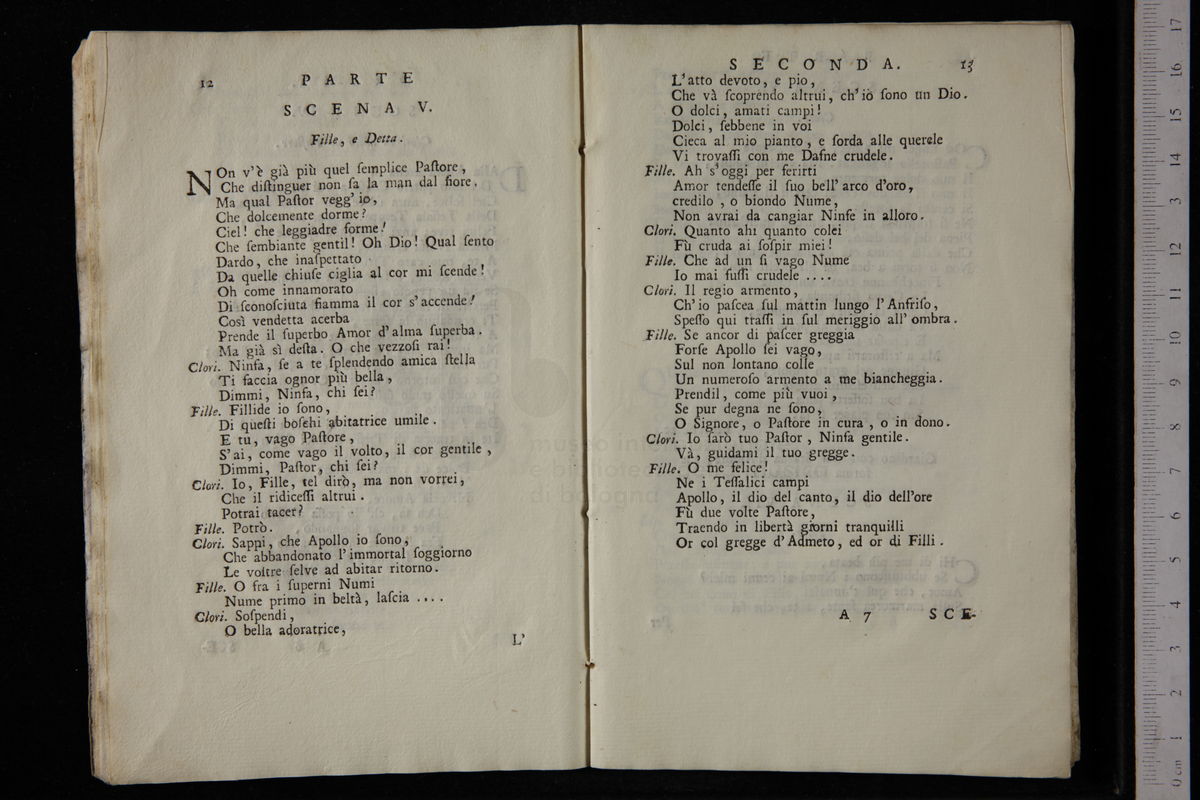 12 PARTE
SCENA V.
Fille, e Detta.
NOn v'è già più quel ſemplice Paſtore,
Che diſtinguer non ſa la man dal fiore,
Ma qual Paſtor vegg' io,
Che dolcemente dorme?
Ciel! che leggiadre forme!
Che ſembiante gentil! Oh Dio! Qual ſento
Dardo, che inaſpettato
Da quelle chiuſe ciglia al cor mi ſcende!
Oh come innamorato
Di ſconoſciuta fiamma il cor s'accende!
Così vendetta acerba
Prende il ſuperbo Amor d'alma ſuperba.
Ma già sì deſta. O che vezzoſi rai!
Clori. Ninfa, ſe a te ſplendendo amica ſtella
Ti faccia ognor più bella,
Dimmi, Ninfa, chi ſei?
Fille. Fillide io ſono,
Di queſti boſchi abitatrice umile.
E tu, vago Paſtore,
S'ai, come vago il volto, il cor gentile,
Dimmi, Paſtor, chi ſei?
Clori. Io, Fille, tel dirò, ma non vorrei,
Che il ridiceſſi altrui.
Potrai tacer?
Fille. Potrò.
Clori. Sappi, che Apollo io ſono,
Che abbandonato l'immortal ſoggiorno
Le voſtre ſelve ad abitar ritorno.
Fille. O fra i ſuperni Numi
Nume primo in beltà, laſcia ....
Clori. Soſpendi,
O bella adoratrice,
L'
SECONDA. 13
L'atto devoto, e pio,
Che và ſcoprendo altrui, ch'iò ſono un Dio.
O dolci, amati campi!
Dolci, ſebbene in voi
Cieca al mio pianto, e ſorda alle querele
Vi trovaſſi con me Dafne crudele.
Fille. Ah s'oggi per ferirti
Amor tendeſſe il ſuo bell' arco d'oro,
credilo, o biondo Nume,
Non avrai da cangiar Ninfe in alloro.
Clori. Quanto ahi quanto colei
Fù cruda ai ſoſpir miei!
Fille. Che ad un ſi vago Nume
Io mai fuſſi crudele ....
Clori. Il regio armento,
Ch'io paſcea ſul mattin lungo l'Anfriſo,
Speſſo qui traſſi in ſul meriggio all' ombra.
Fille. Se ancor di paſcer greggia
Forſe Apollo ſei vago,
Sul non lontano colle
Un numeroſo armento a me biancheggia.
Prendil, come più vuoi,
Se pur degna ne ſono,
O Signore, o Paſtore in cura, o in dono.
Clori. Io ſarò tuo Paſtor, Ninfa gentile.
Và, guidami il tuo gregge.
Fille. O me felice!
Ne i Teſſalici campi
Apollo, il dio del canto, il dio dell'ore
Fù due volte Paſtore,
Traendo in libertà giorni tranquilli
Or col gregge d'Admeto, ed or di Filli.
A 7 SCE-